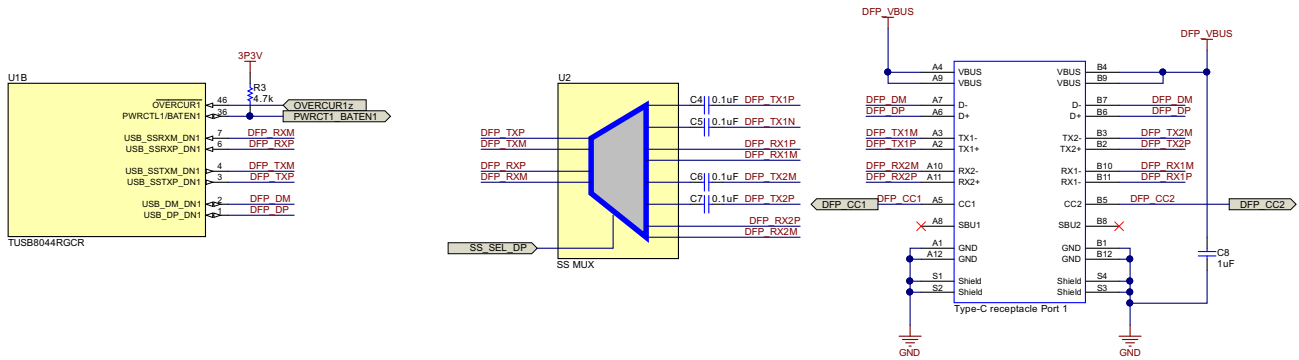 U1B
3P3V
R3
4.7k
OVERCUR1 46 OVERCUR1z
PWRCTL1/BATEN1 36 PWRCT1_BATEN1
USB_SSRXM_DN1 7 DFP_RXM
USB_SSRXP_DN1 6 DFP_RXP
USB_SSTXM_DN1 4 DFP_TXM
USB_SSTXP_DN1 3 DFP_TXP
USB_DM_DN1 2 DFP_DM
USB_DP_DN1 1 DFP_DP
TUSB8044RGCR
U2
DFP_TXP
DFP_TXM
DFP_RXP
DFP_RXM
SS_SEL_DP
C4 0.1uF DFP_TX1P
C5 0.1uF DFP_TX1N
DFP_RX1P
DFP_RX1M
C6 0.1uF DFP_TX2M
C7 0.1uF DFP_TX2P
DFP_RX2P
DFP_RX2M
SS MUX
DFP_VBUS
DFP_VBUS
A4 VBUS VBUS B4
A9 VBUS VBUS B9
DFP_DM A7 D- D- B7 DFP_DM
DFP_DP A6 D+ D+ B6 DFP_DP
DFP_TX1M A3 TX1- TX2- B3 DFP_TX2M
DFP_TX1P A2 TX1+ TX2+ B2 DFP_TX2P
DFP_RX2M A10 RX2- RX1- B10 DFP_RX1M
DFP_RX2P A11 RX2+ RX1- B11 DFP_RX1P
DFP_CC1 DFP_CC1 A5 CC1 CC2 B5 DFP_CC2 DFP_CC2
A8 SBU1 SBU2 B8
A1 GND GND B1
A12 GND GND B12
S1 Shield Shield S4
S2 Shield Shield S3
C8
1uF
Type-C receptacle Port 1
GND
GND